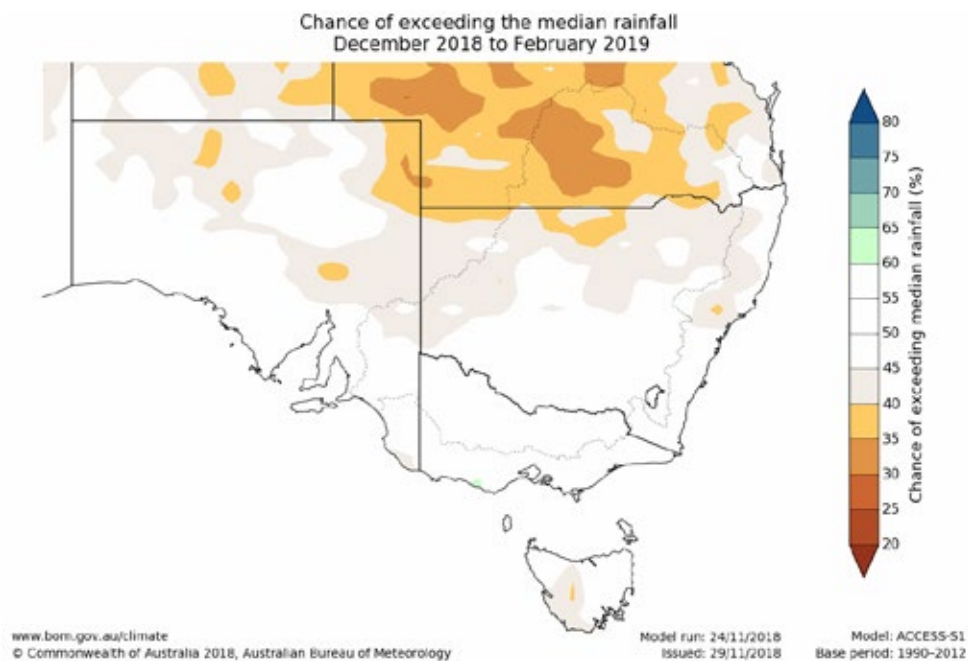 Chance of exceeding the median rainfall
December 2018 to February 2019
80
75
70
65
60
55
50
45
40
35
30
25
20
Chance of exceeding median rainfall (%)
www.bom.gov.au/climate
© Commonwealth of Australia 2018, Australian Bureau of Meteorology
Model run: 24/11/2018
Issued: 29/11/2018
Model: ACCESS-S1
Base period: 1990-2012